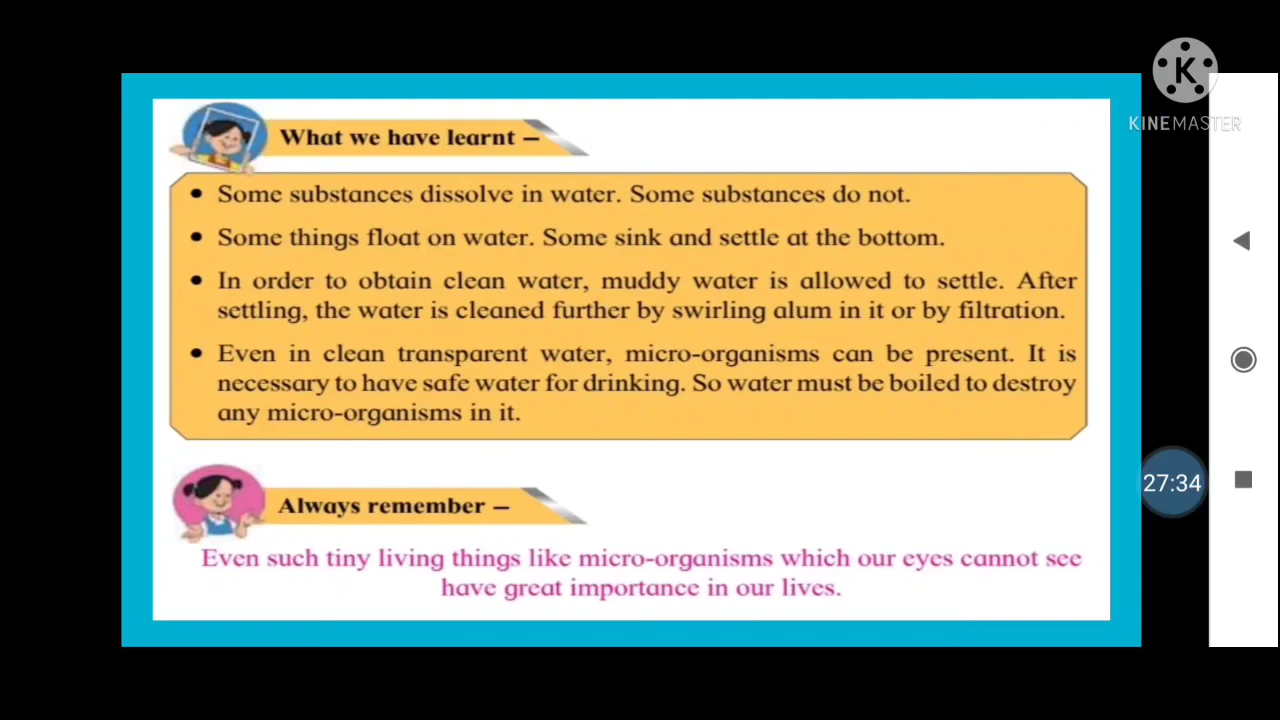 K
KINEMASTER
What we have learnt –
• Some substances dissolve in water. Some substances do not.
• Some things float on water. Some sink and settle at the bottom.
• In order to obtain clean water, muddy water is allowed to settle. After
settling, the water is cleaned further by swirling alum in it or by filtration.
• Even in clean transparent water, micro-organisms can be present. It is
necessary to have safe water for drinking. So water must be boiled to destroy
any micro-organisms in it.
27:34
Always remember –
Even such tiny living things like micro-organisms which our eyes cannot see
have great importance in our lives.